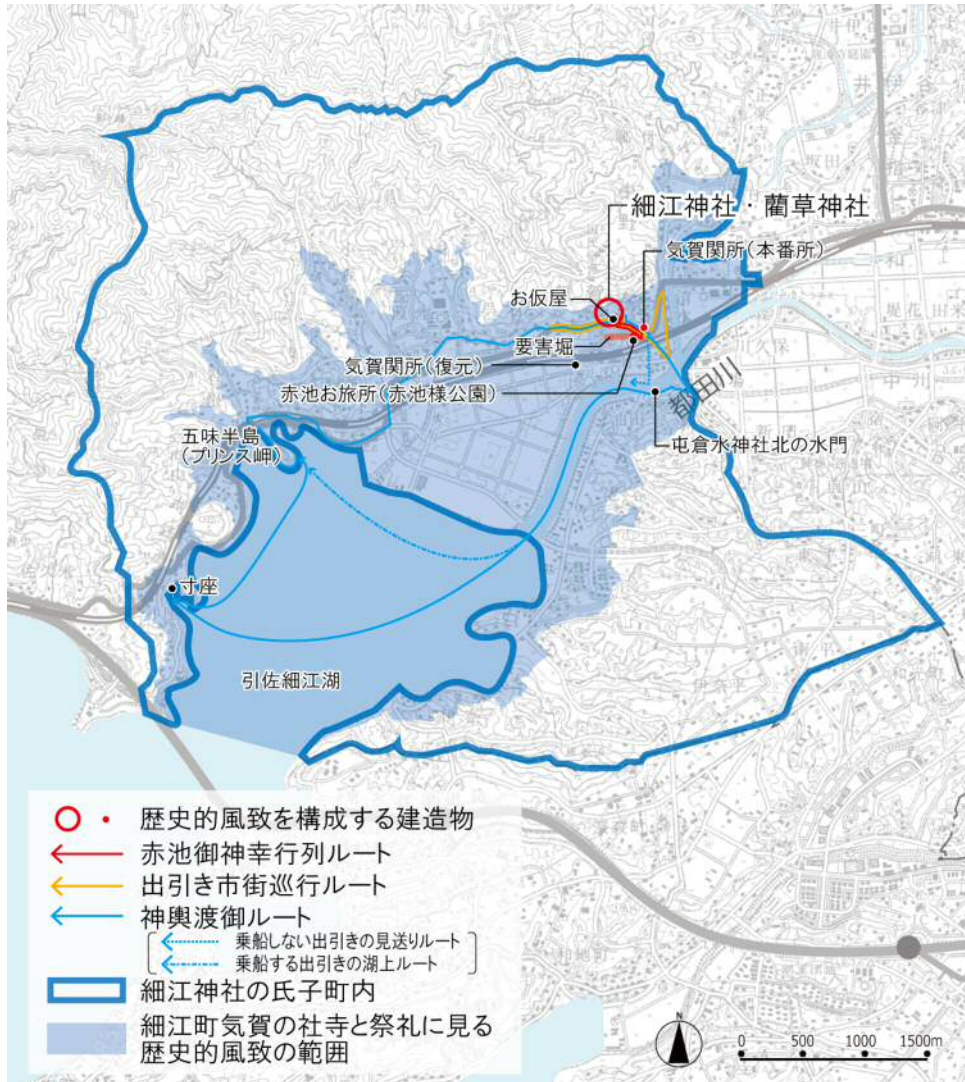 細江神社・藺草神社
気賀関所(本番所)
お仮屋
要害堀
気賀関所(復元)
赤池お旅所(赤池様公園)
都田川
屯倉水神社北の水門
五味半島
(プリンス岬)
寸座
引佐細江湖
歴史的風致を構成する建造物
赤池御神幸行列ルート
出引き市街巡行ルート
神輿渡御ルート
乗船しない出引きの見送りルート
乗船する出引きの湖上ルート
細江神社の氏子町内
細江町気賀の社寺と祭礼に見る
歴史的風致の範囲
0 500 1000 1500m